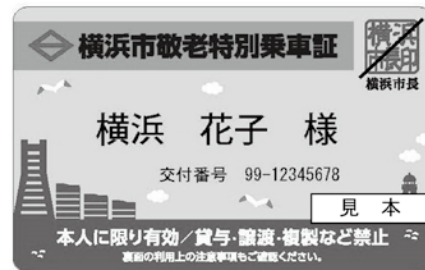 横浜市敬老特別乗車証
横浜市長
横浜 花子 様
交付番号 99-12345678
見本
本人に限り有効/貸与・譲渡・複製など禁止
裏面の利用上の注意事項もご確認ください。